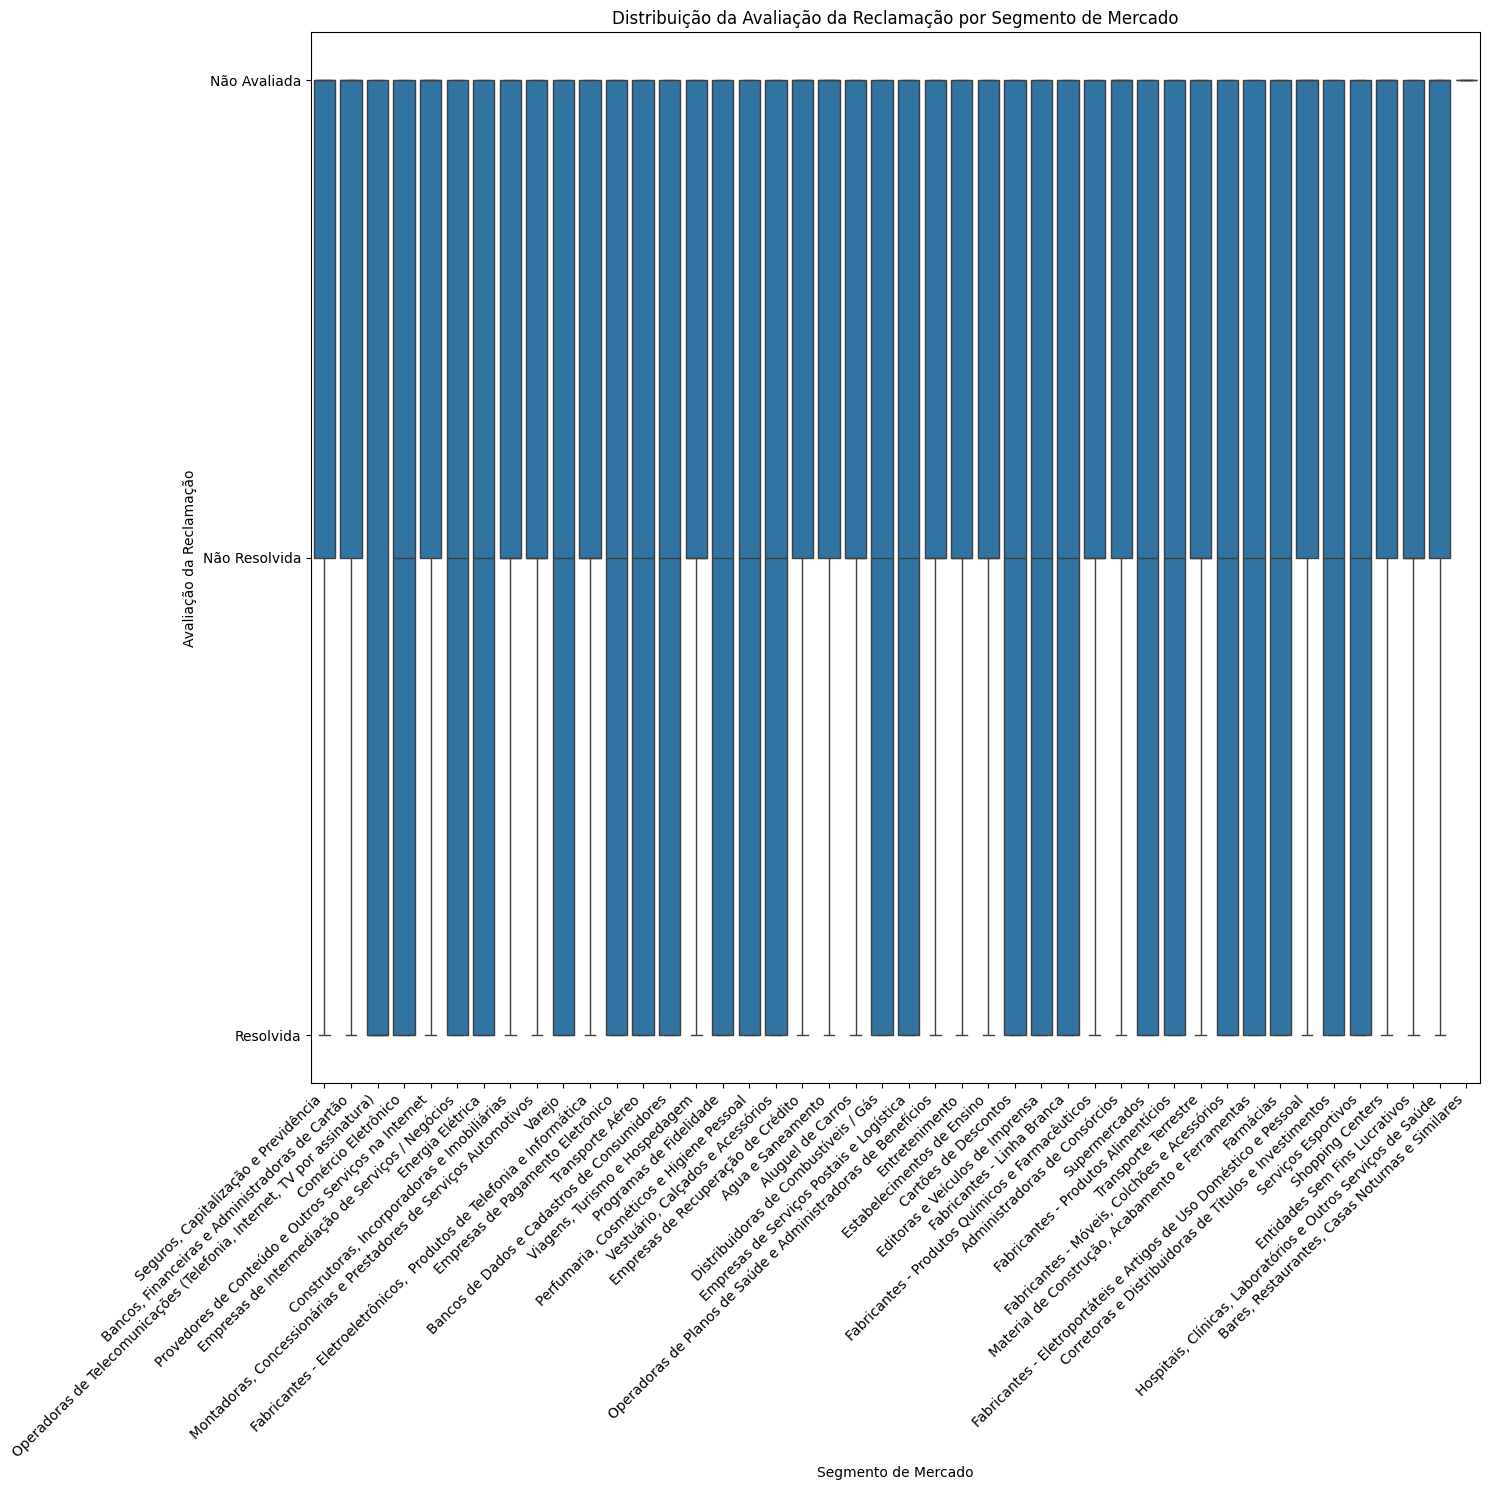 Distribuição da Avaliação da Reclamação por Segmento de Mercado
Avaliação da Reclamação
Não Avaliada
Não Resolvida
Resolvida
Seguros, Capitalização e Previdência
Bancos, Financeiras e Administradoras de Cartão
Operadoras de Telecomunicações (Telefonia, Internet, TV por assinatura)
Comércio Eletrônico
Provedores de Conteúdo e Outros Serviços na Internet
Empresas de Intermediação de Serviços / Negócios
Energia Elétrica
Construtoras, Incorporadoras e Imobiliárias
Montadoras, Concessionárias e Prestadores de Serviços Automotivos
Varejo
Fabricantes - Eletroeletrônicos, Produtos de Telefonia e Informática
Empresas de Pagamento Eletrônico
Transporte Aéreo
Bancos de Dados e Cadastros de Consumidores
Viagens, Turismo e Hospedagem
Programas de Fidelidade
Perfumaria, Cosméticos e Higiene Pessoal
Vestuário, Calçados e Acessórios
Empresas de Recuperação de Crédito
Agua e Saneamento
Aluguel de Carros
Distribuidoras de Combustíveis / Gás
Empresas de Serviços Postais e Logística
Operadoras de Planos de Saúde e Administradoras de Benefícios
Entretenimento
Estabelecimentos de Ensino
Cartões de Descontos
Editoras e Veículos de Imprensa
Fabricantes - Linha Branca
Fabricantes - Produtos Químicos e Farmacêuticos
Administradoras de Consórcios
Supermercados
Fabricantes - Produtos Alimentícios
Transporte Terrestre
Fabricantes - Móveis, Colchões e Acessórios
Material de Construção, Acabamento e Ferramentas
Farmácias
Fabricantes - Eletroportáteis e Artigos de Uso Doméstico e Pessoal
Corretoras e Distribuidoras de Títulos e Investimentos
Serviços Esportivos
Shopping Centers
Entidades Sem Fins Lucrativos
Hospitais, Clínicas, Laboratórios e Outros Serviços de Saúde
Bares, Restaurantes, Casas Noturnas e Similares
Segmento de Mercado